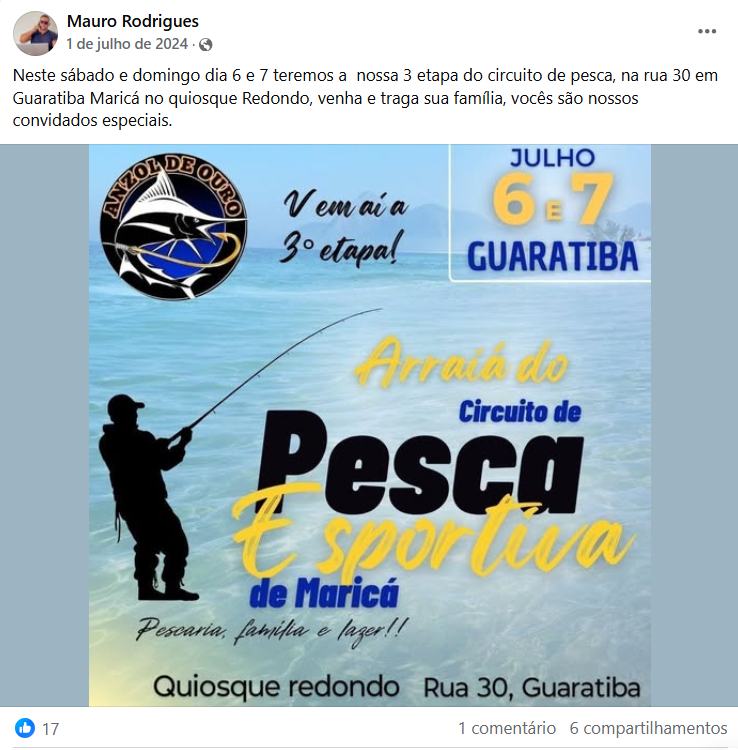 Mauro Rodrigues
1 de julho de 2024 ·
Neste sábado e domingo dia 6 e 7 teremos a nossa 3 etapa do circuito de pesca, na rua 30 em
Guaratiba Maricá no quiosque Redondo, venha e traga sua família, vocês são nossos
convidados especiais.
ANZOL DE OURO
Vem aí a
3º etapa!
JULHO
6 E 7
GUARATIBA
Arraiá do
Circuito de
Pesca
Esportiva
de Maricá
Pescaria, família e lazer!!
Quiosque redondo Rua 30, Guaratiba
17
1 comentário 6 compartilhamentos